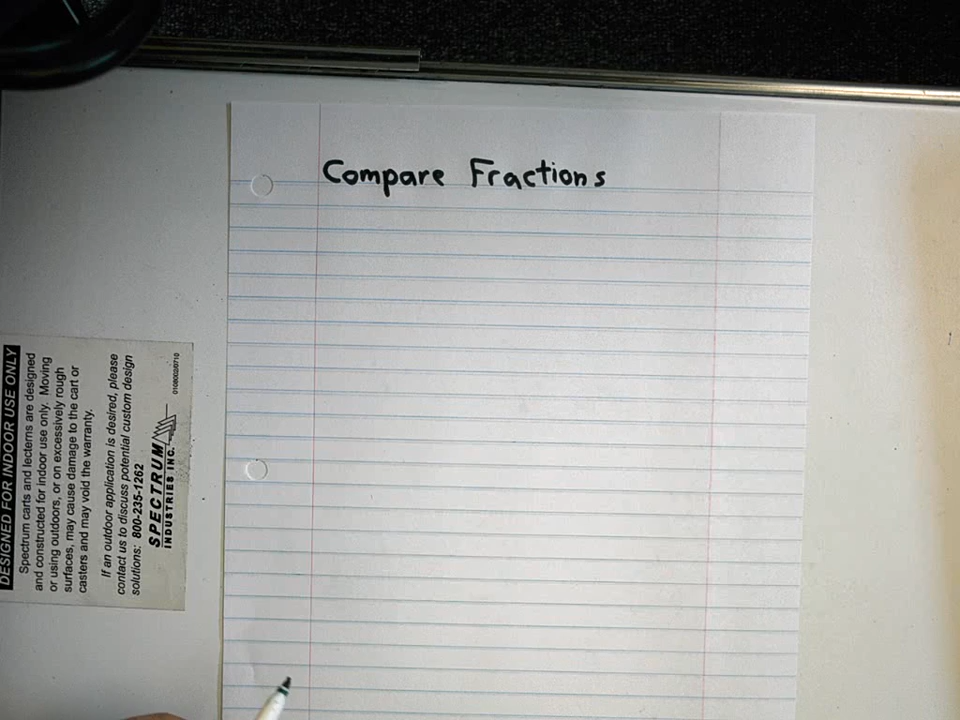 Compare Fractions
DESIGNED FOR INDOOR USE ONLY
Spectrum carts and lecterns are designed
and constructed for indoor use only. Moving
or using outdoors, or on excessively rough
surfaces, may cause damage to the cart or
casters and may void the warranty.
If an outdoor application is desired, please
contact us to discuss potential custom design
solutions: 800-235-1262
SPECTRUM
INDUSTRIES INC.